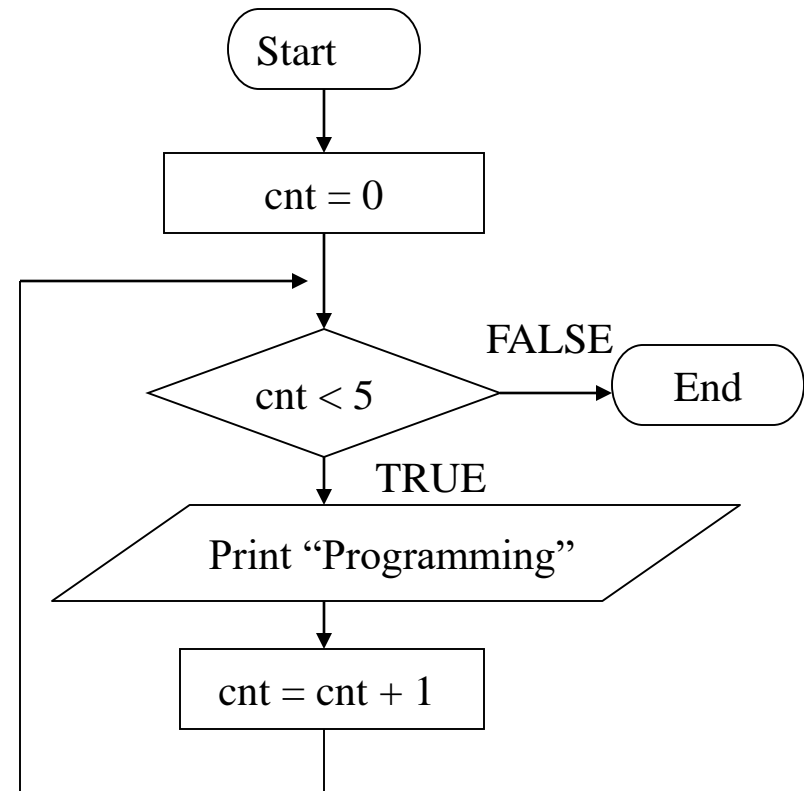 Start
cnt = 0
cnt < 5
FALSE
End
TRUE
Print “Programming”
cnt = cnt + 1